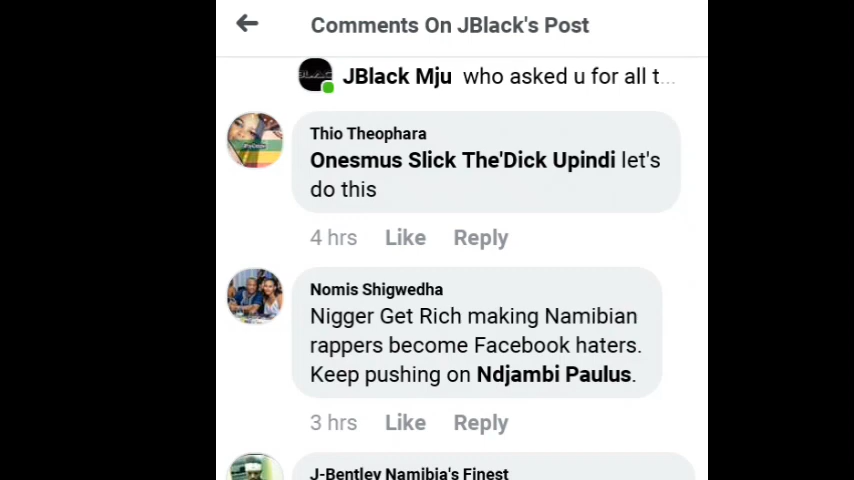 Comments On JBlack's Post
JBlack Mju who asked u for all t...
Thio Theophara
Onesmus Slick The'Dick Upindi let's
do this
4 hrs Like Reply
Nomis Shigwedha
Nigger Get Rich making Namibian
rappers become Facebook haters.
Keep pushing on Ndjambi Paulus.
3 hrs Like Reply
J-Bentley Namibia's Finest